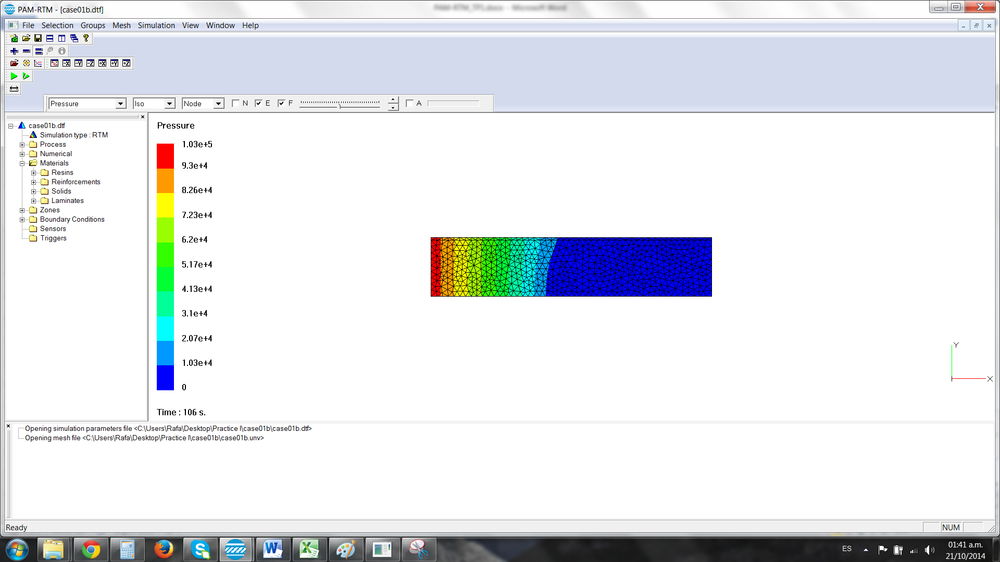 PAM-RTM - [case01b.dtf]
PAM-RTM_TP1.docx - Microsoft Word
File Selection Groups Mesh Simulation View Window Help
Pressure Iso Node N E F A
case01b.dtf
Simulation type : RTM
Process
Numerical
Materials
Resins
Reinforcements
Solids
Laminates
Zones
Boundary Conditions
Sensors
Triggers
Pressure
1.03e+5
9.3e+4
8.26e+4
7.23e+4
6.2e+4
5.17e+4
4.13e+4
3.1e+4
2.07e+4
1.03e+4
0
Time : 106 s.
Y
X
Opening simulation parameters file <C:\Users\Rafa\Desktop\Practice I\case01b\case01b.dtf>
Opening mesh file <C:\Users\Rafa\Desktop\Practice I\case01b\case01b.unv>
Ready
NUM
ES
01:41 a.m.
21/10/2014